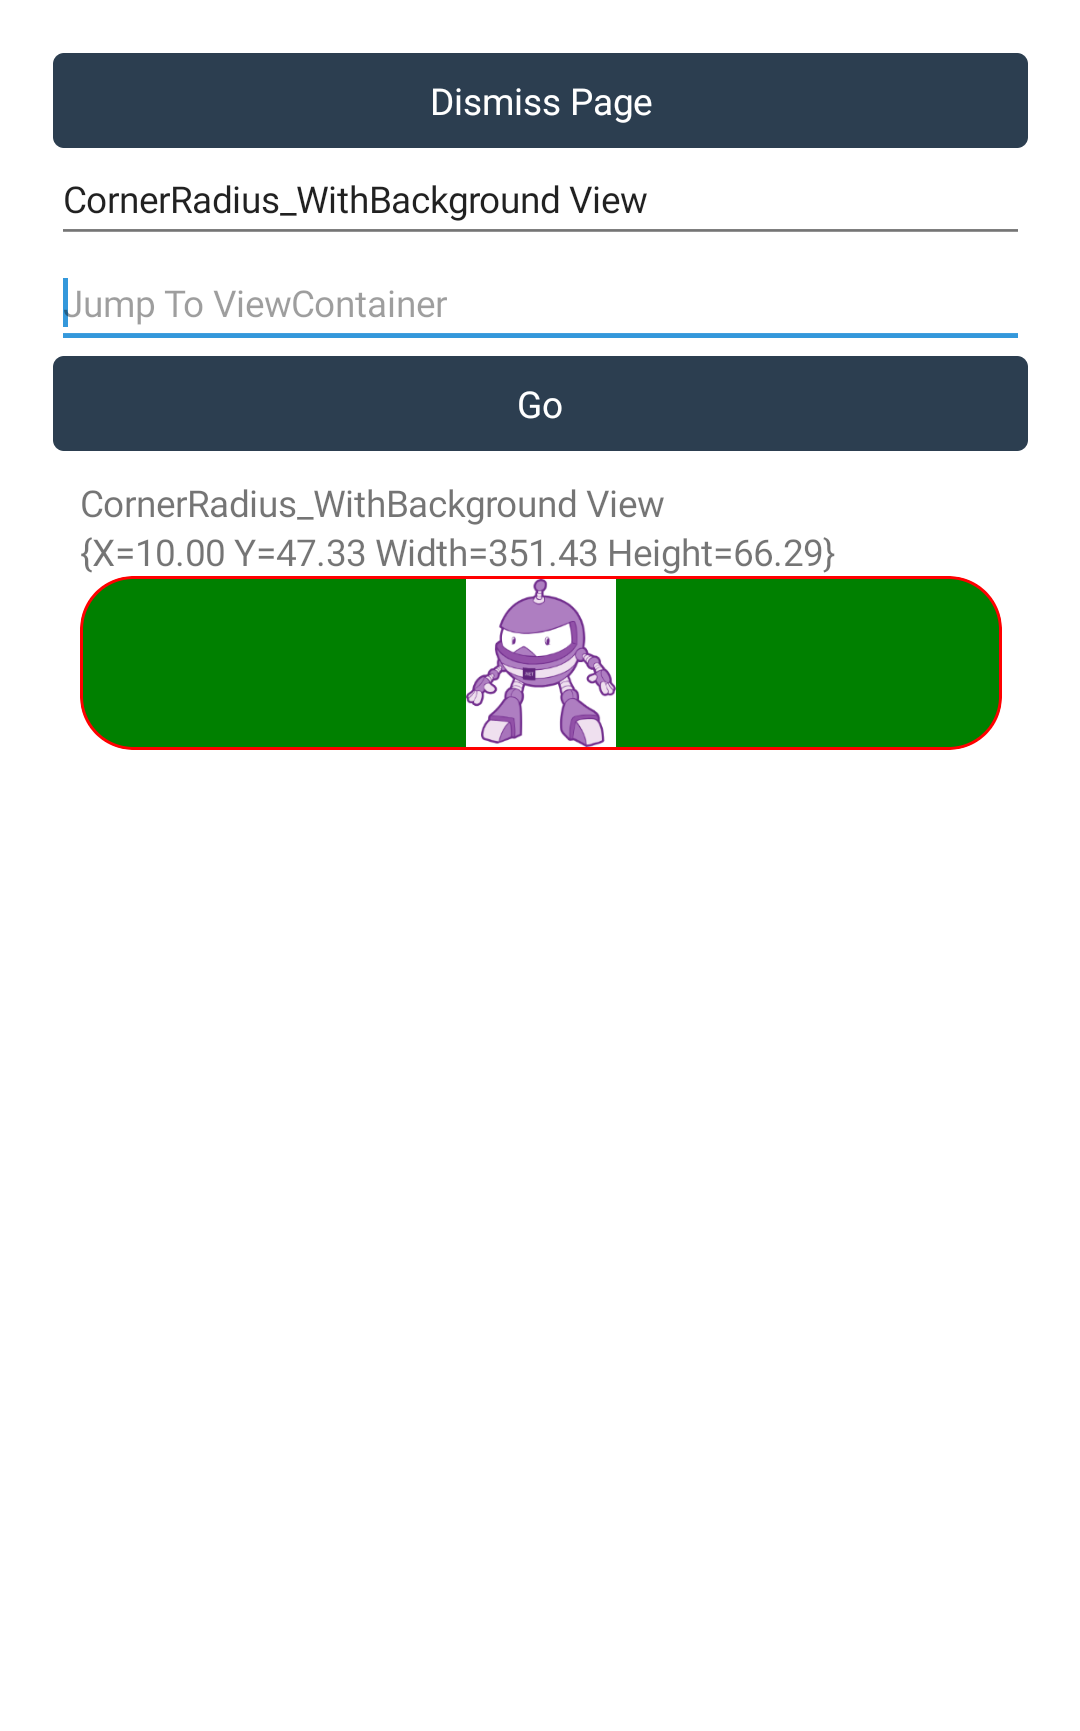 Dismiss Page
CornerRadius_WithBackground View
Jump To ViewContainer
Go
CornerRadius_WithBackground View
{X=10.00 Y=47.33 Width=351.43 Height=66.29}